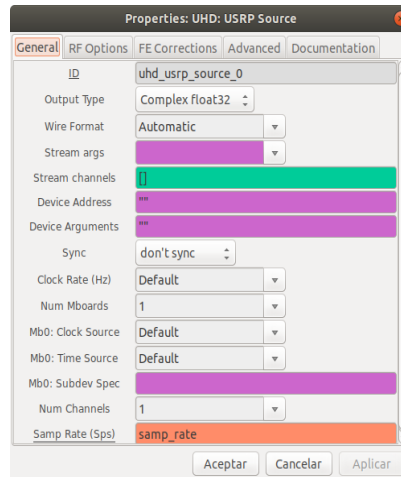 Properties: UHD: USRP Source
General RF Options FE Corrections Advanced Documentation
ID uhd_usrp_source_0
Output Type Complex float32
Wire Format Automatic
Stream args
Stream channels []
Device Address ""
Device Arguments ""
Sync don't sync
Clock Rate (Hz) Default
Num Mboards 1
Mb0: Clock Source Default
Mb0: Time Source Default
Mb0: Subdev Spec
Num Channels 1
Samp Rate (Sps) samp_rate
Aceptar Cancelar Aplicar